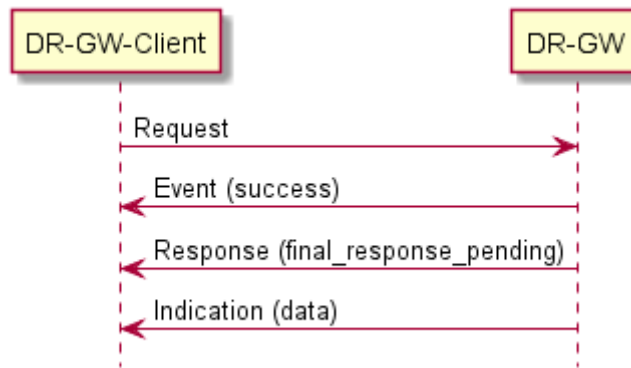 DR-GW-Client DR-GW
Request
Event (success)
Response (final_response_pending)
Indication (data)